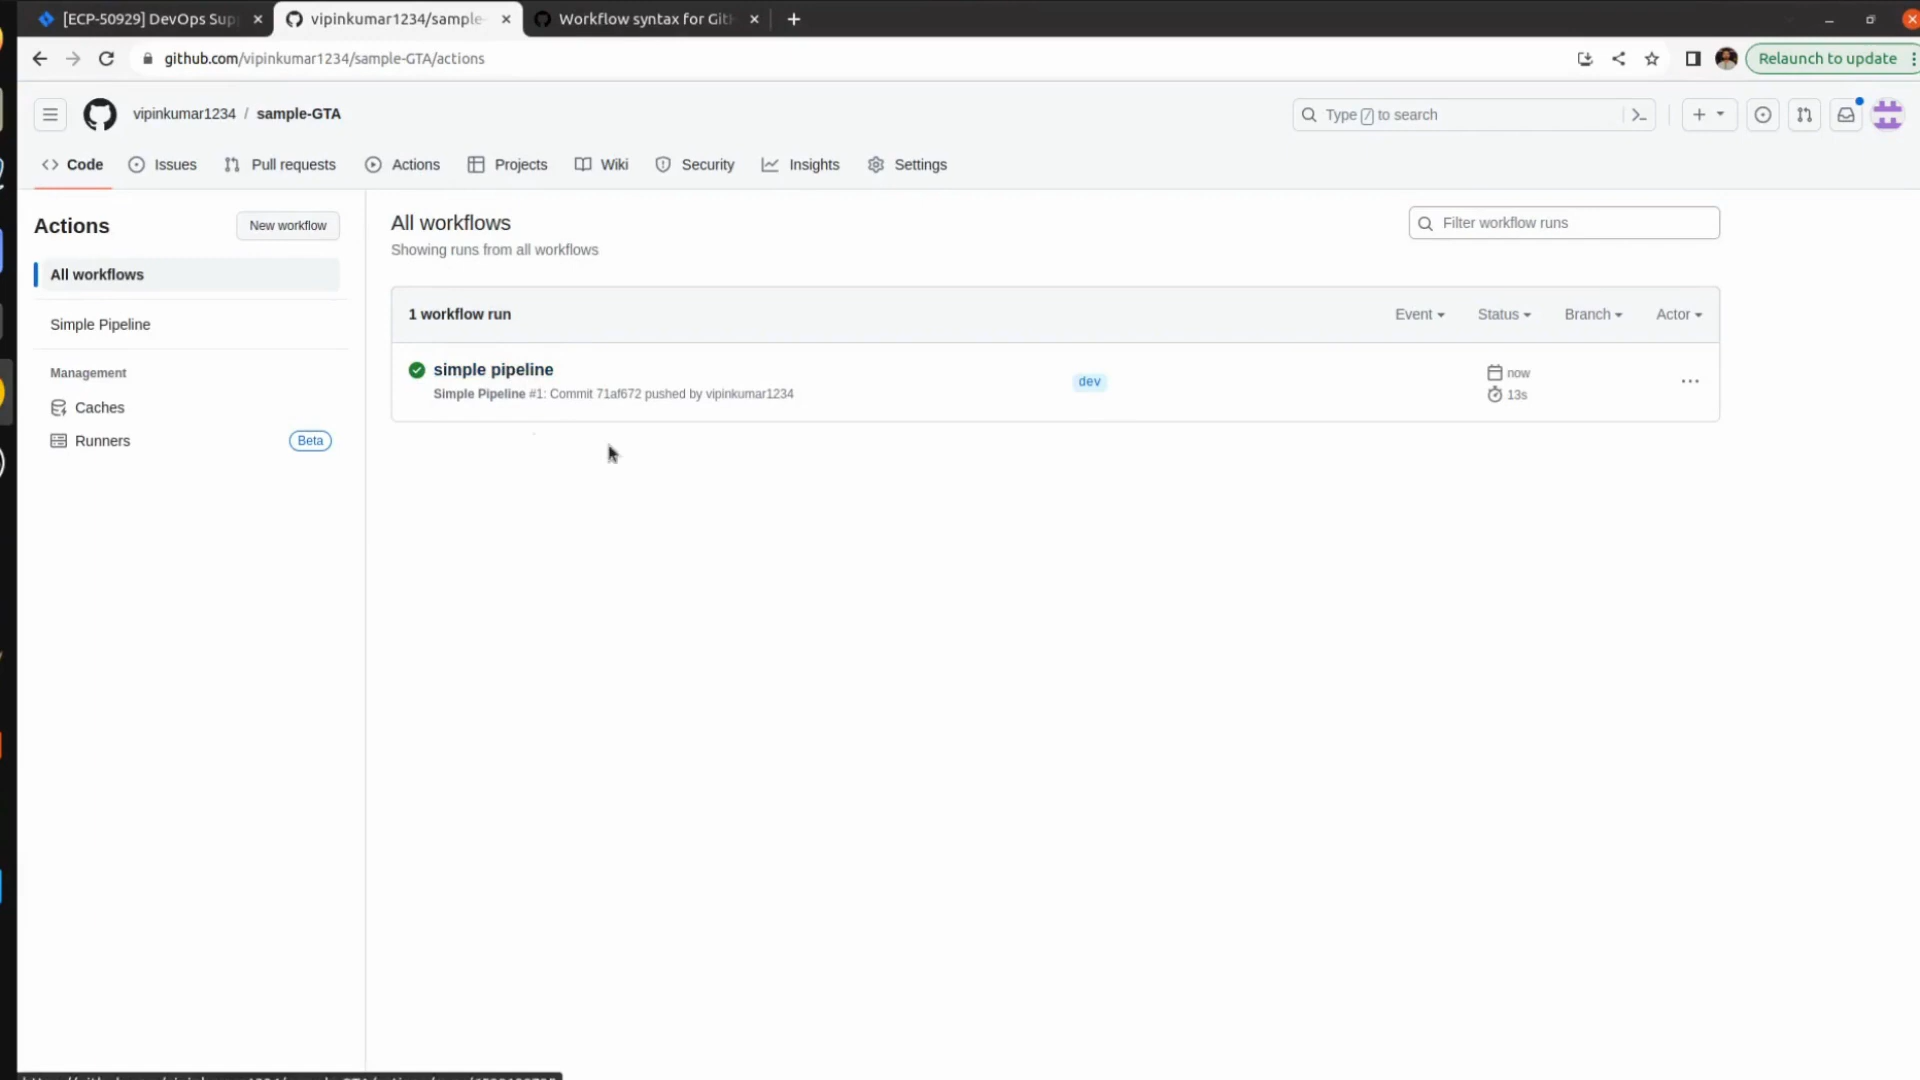 [ECP-50929] DevOps Sup
vipinkumar1234/sample-
Workflow syntax for Git
github.com/vipinkumar1234/sample-GTA/actions
Relaunch to update
vipinkumar1234 / sample-GTA
Type / to search
Code
Issues
Pull requests
Actions
Projects
Wiki
Security
Insights
Settings
Actions
New workflow
All workflows
Simple Pipeline
Management
Caches
Runners
Beta
All workflows
Showing runs from all workflows
Filter workflow runs
1 workflow run
Event
Status
Branch
Actor
simple pipeline
Simple Pipeline #1: Commit 71af672 pushed by vipinkumar1234
dev
now
13s